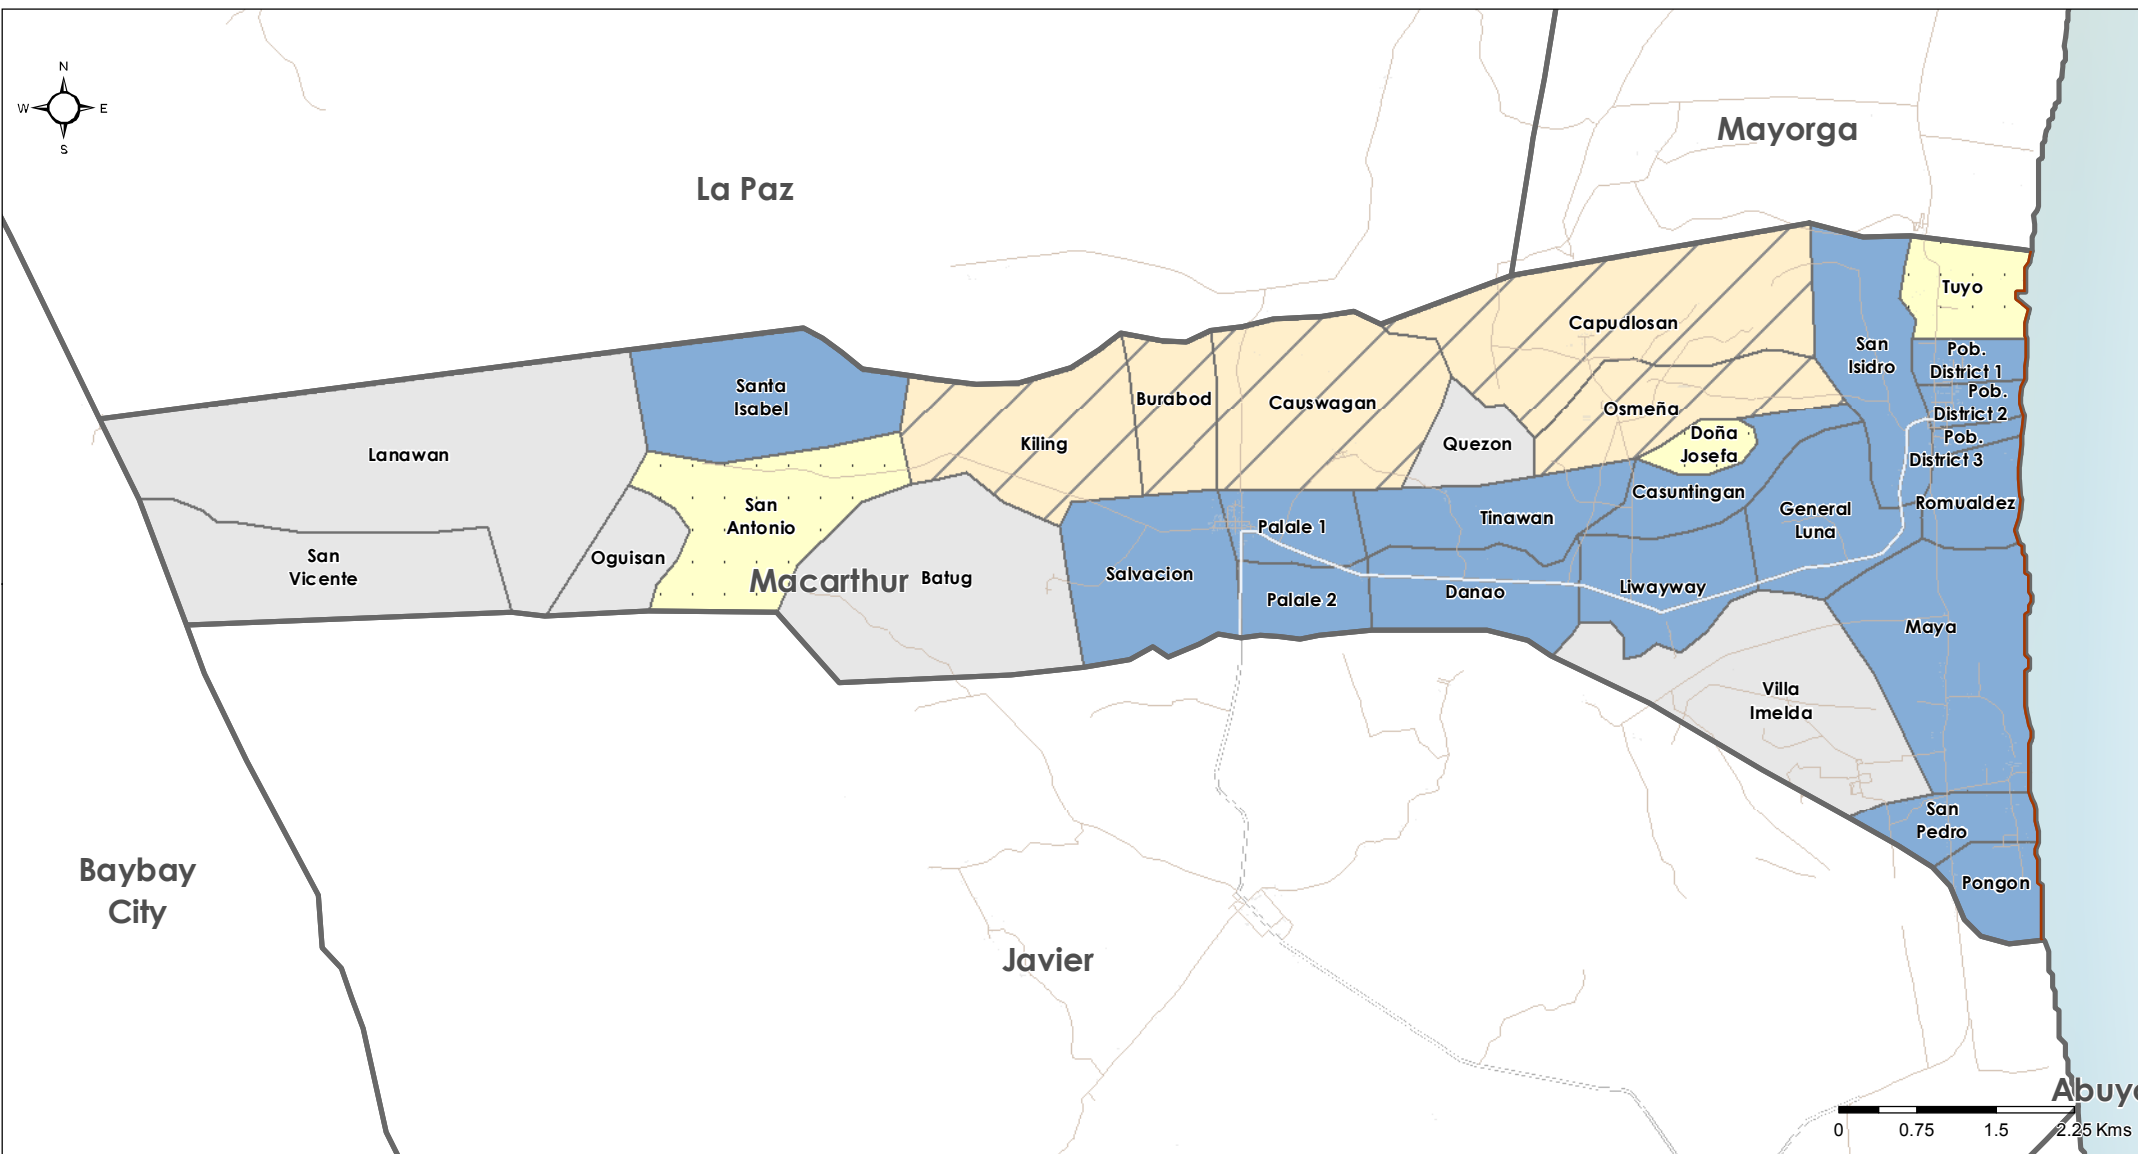 N
W
E
S
Mayorga
La Paz
Tuyo
Capudlosan
San
Isidro
Pob.
District 1
Pob.
District 2
Santa
Isabel
Burabod
Causwagan
Osmeña
Doña
Josefa
Pob.
District 3
Lanawan
Kiling
Quezon
Casuntingan
Romualdez
San
Antonio
Palale 1
Tinawan
General
Luna
San
Vicente
Oguisan
Macarthur
Batug
Salvacion
Palale 2
Danao
Liwayway
Maya
Villa
Imelda
San
Pedro
Pongon
Baybay
City
Javier
0
0.75
1.5
2.25 Kms